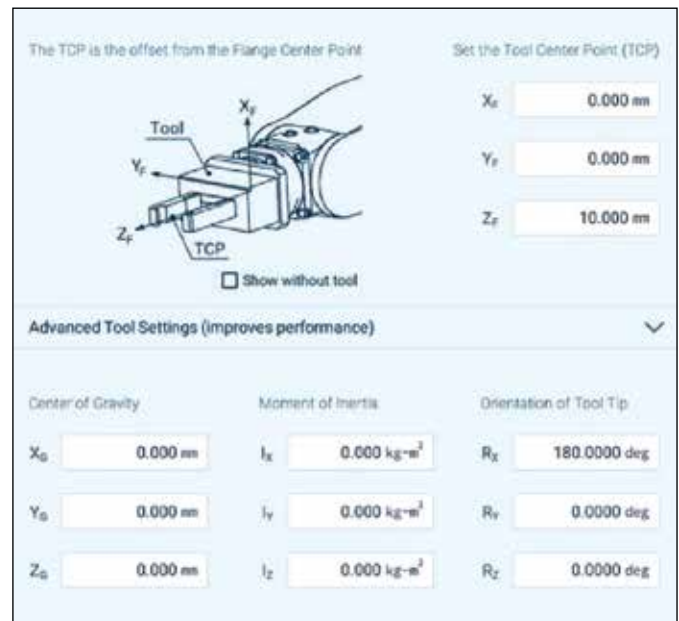 The TCP is the offset from the Flange Center Point
Set the Tool Center Point (TCP)
XF
Tool
YF
ZF
TCP
Show without tool
XF 0.000 mm
YF 0.000 mm
ZF 10.000 mm
Advanced Tool Settings (improves performance)
Center of Gravity Moment of Inertia Orientation of Tool Tip
XG 0.000 mm IX 0.000 kg-m² RX 180.0000 deg
YG 0.000 mm IY 0.000 kg-m² RY 0.0000 deg
ZG 0.000 mm IZ 0.000 kg-m² RZ 0.0000 deg